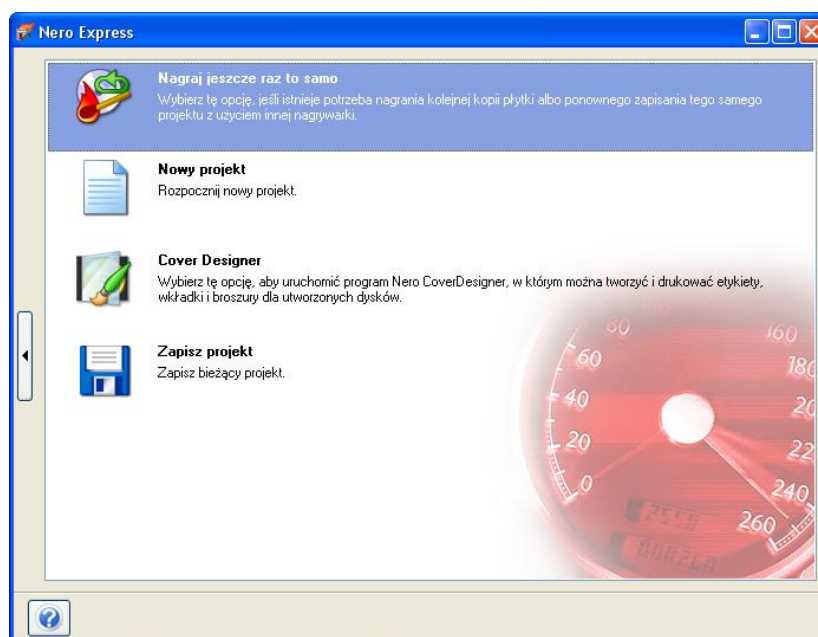 Nero Express
Nagraj jeszcze raz to samo
Wybierz tę opcję, jeśli istnieje potrzeba nagrania kolejnej kopii płytki albo ponownego zapisania tego samego
projektu z użyciem innej nagrywarki.
Nowy projekt
Rozpocznij nowy projekt.
Cover Designer
Wybierz tę opcję, aby uruchomić program Nero CoverDesigner, w którym można tworzyć i drukować etykiety,
wkładki i broszury dla utworzonych dysków.
Zapisz projekt
Zapisz bieżący projekt.
80
160
60
180
40
20
20
22
0
240
260